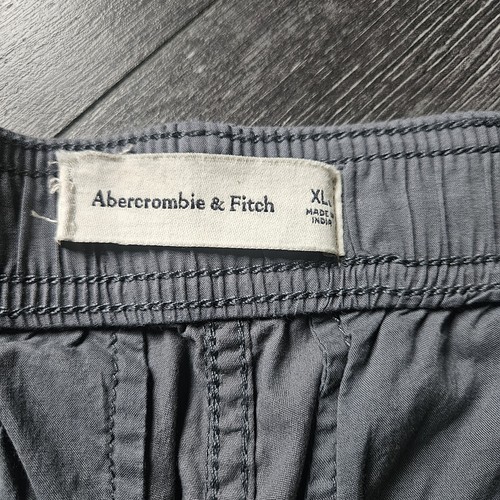 Abercrombie & Fitch
XL
MADE IN
INDIA